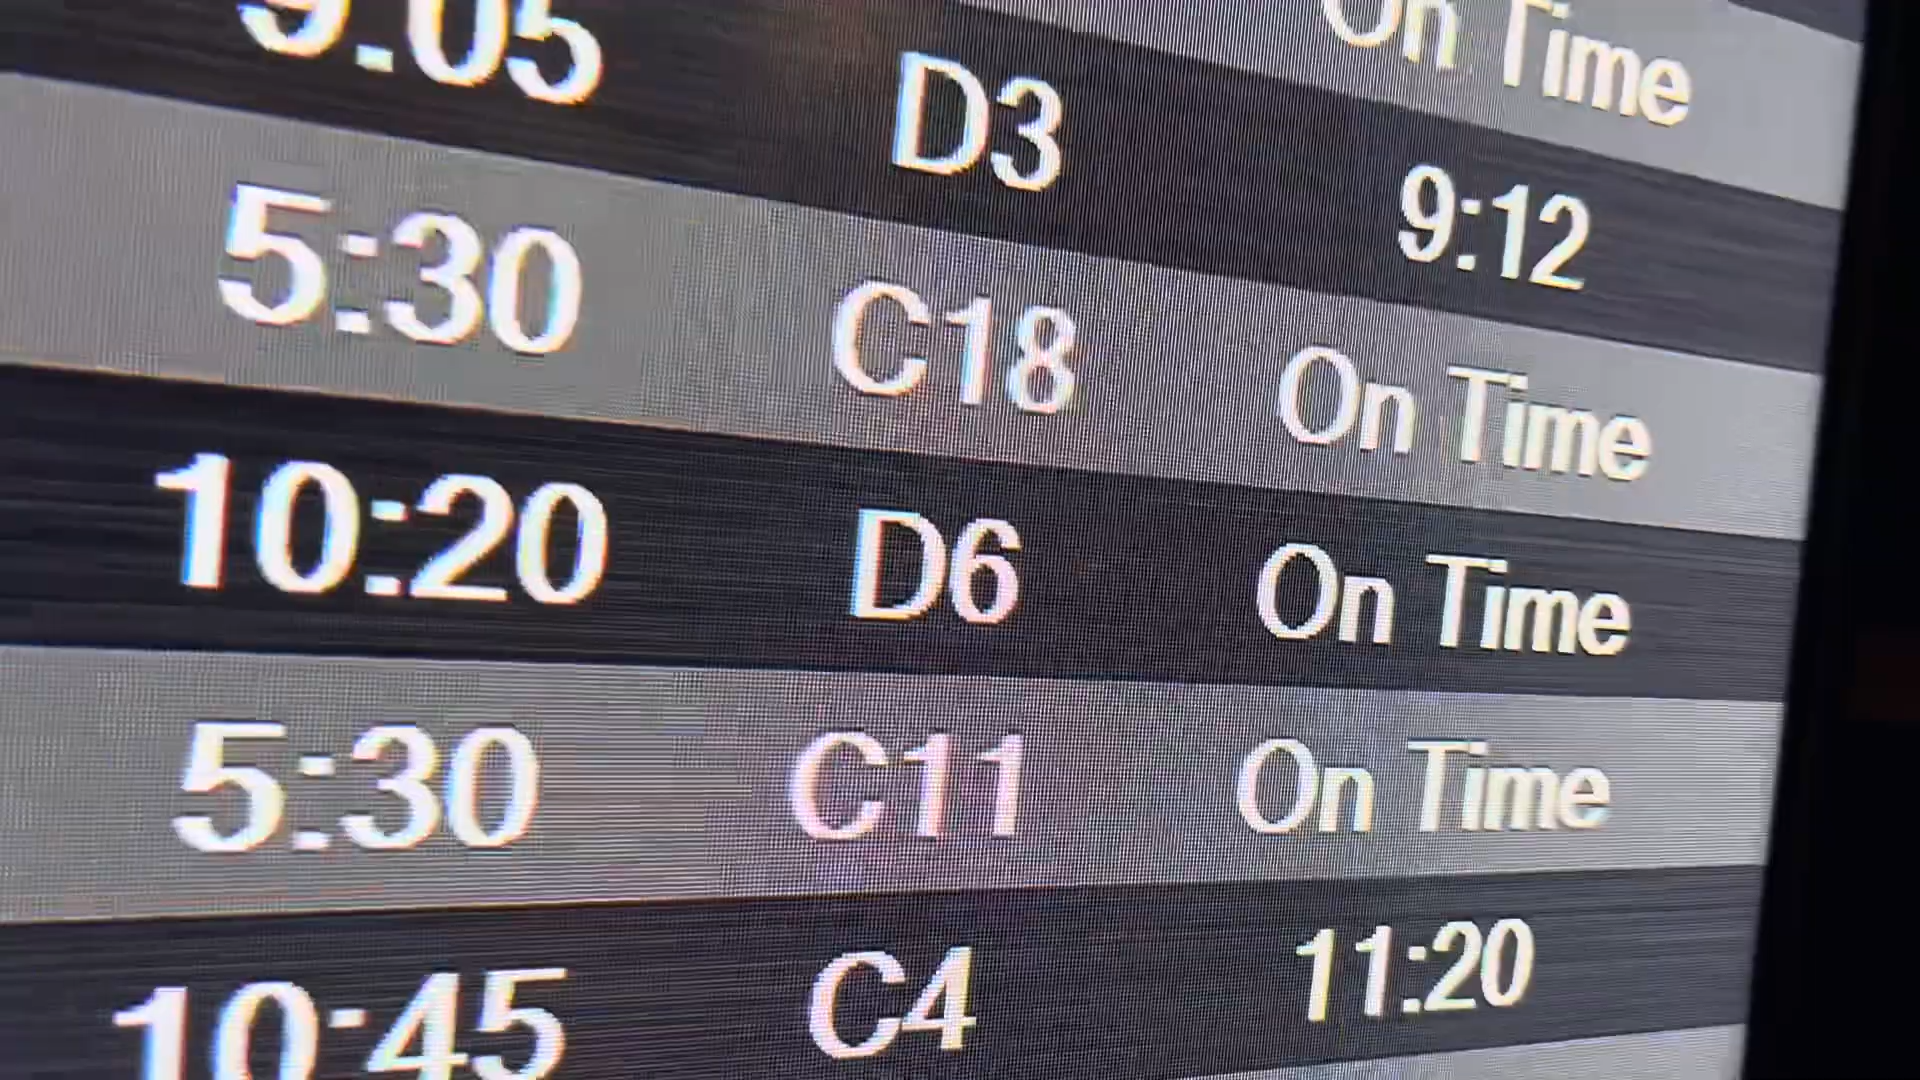 On Time
9:05 D3 9:12
5:30 C18 On Time
10:20 D6 On Time
5:30 C11 On Time
10:45 C4 11:20